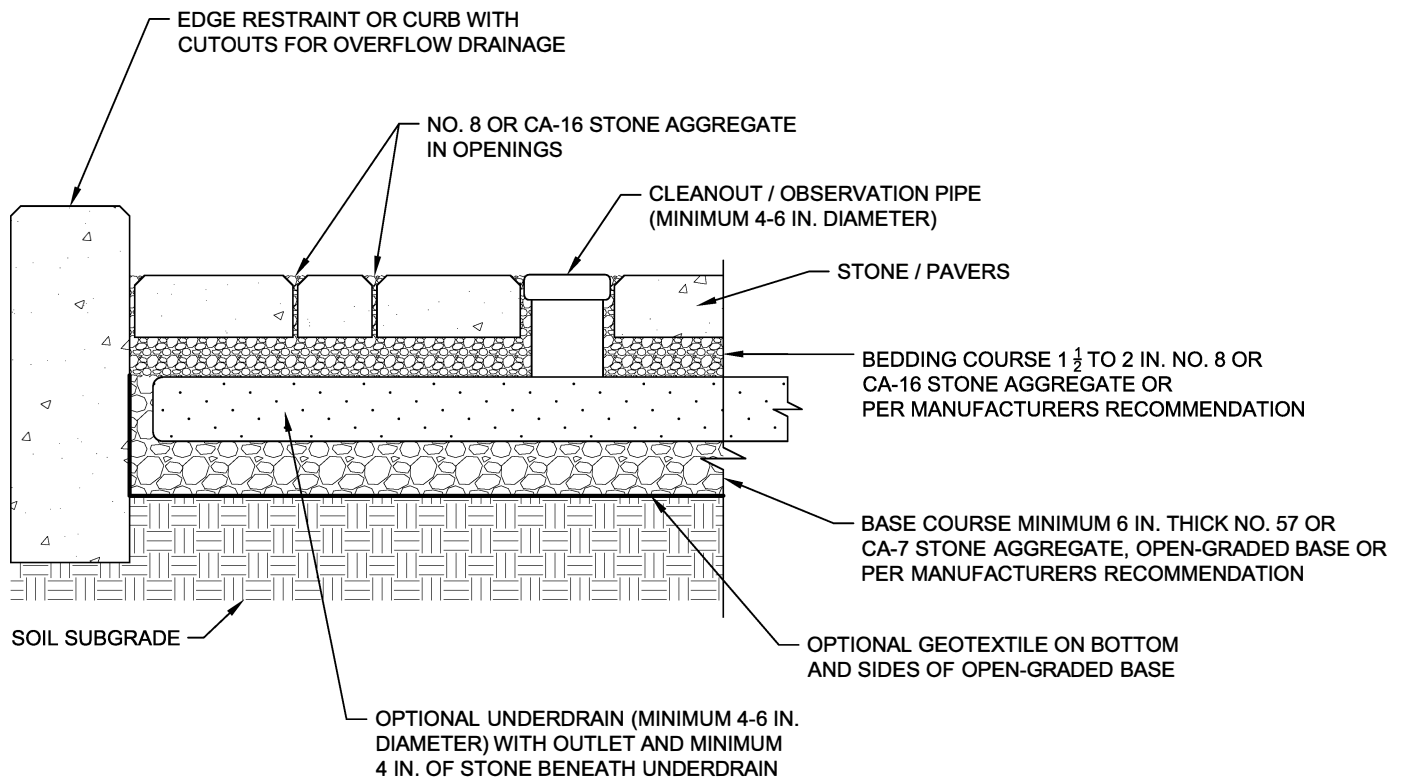 EDGE RESTRAINT OR CURB WITH
CUTOUTS FOR OVERFLOW DRAINAGE
NO. 8 OR CA-16 STONE AGGREGATE
IN OPENINGS
CLEANOUT / OBSERVATION PIPE
(MINIMUM 4-6 IN. DIAMETER)
STONE / PAVERS
BEDDING COURSE 1 1/2 TO 2 IN. NO. 8 OR
CA-16 STONE AGGREGATE OR
PER MANUFACTURERS RECOMMENDATION
BASE COURSE MINIMUM 6 IN. THICK NO. 57 OR
CA-7 STONE AGGREGATE, OPEN-GRADED BASE OR
PER MANUFACTURERS RECOMMENDATION
SOIL SUBGRADE
OPTIONAL GEOTEXTILE ON BOTTOM
AND SIDES OF OPEN-GRADED BASE
OPTIONAL UNDERDRAIN (MINIMUM 4-6 IN.
DIAMETER) WITH OUTLET AND MINIMUM
4 IN. OF STONE BENEATH UNDERDRAIN